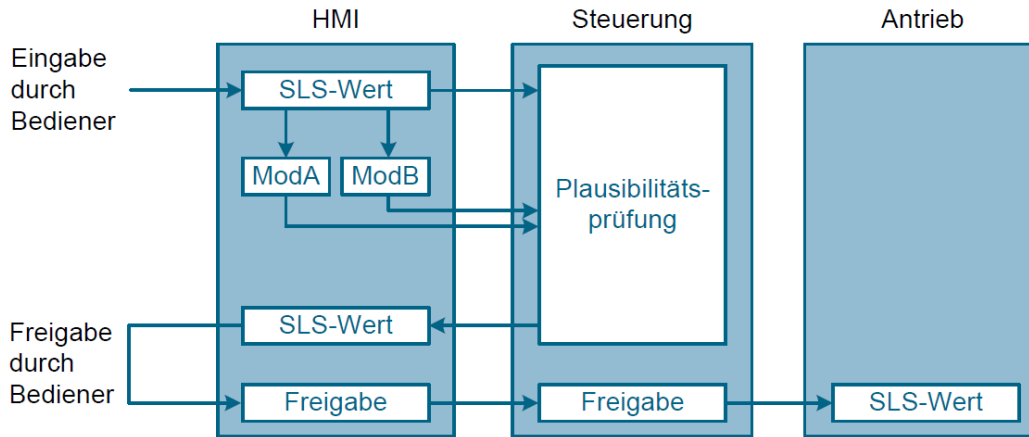 HMI
Steuerung
Antrieb
Eingabe
durch
Bediener
SLS-Wert
ModA
ModB
Plausibilitäts-
prüfung
SLS-Wert
Freigabe
durch
Bediener
Freigabe
Freigabe
SLS-Wert